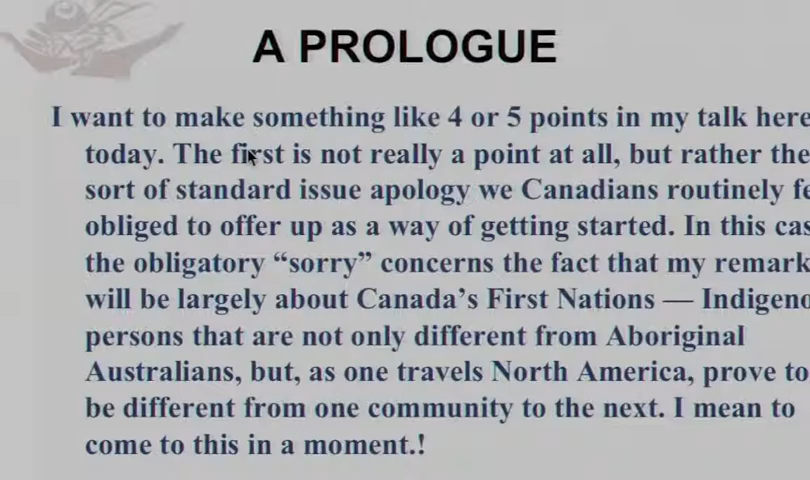 A PROLOGUE
I want to make something like 4 or 5 points in my talk here
today. The first is not really a point at all, but rather the
sort of standard issue apology we Canadians routinely fe
obliged to offer up as a way of getting started. In this cas
the obligatory “sorry” concerns the fact that my remark
will be largely about Canada’s First Nations — Indigeno
persons that are not only different from Aboriginal
Australians, but, as one travels North America, prove to
be different from one community to the next. I mean to
come to this in a moment.!